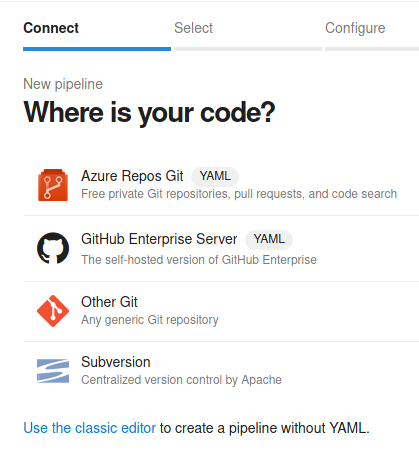 Connect Select Configure
New pipeline
Where is your code?
Azure Repos Git YAML
Free private Git repositories, pull requests, and code search
GitHub Enterprise Server YAML
The self-hosted version of GitHub Enterprise
Other Git
Any generic Git repository
Subversion
Centralized version control by Apache
Use the classic editor to create a pipeline without YAML.